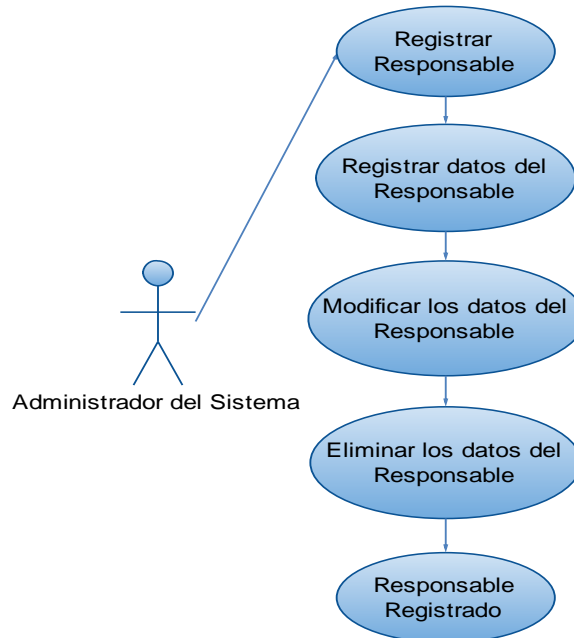 Registrar
Responsable
Registrar datos del
Responsable
Modificar los datos del
Responsable
Administrador del Sistema
Eliminar los datos del
Responsable
Responsable
Registrado